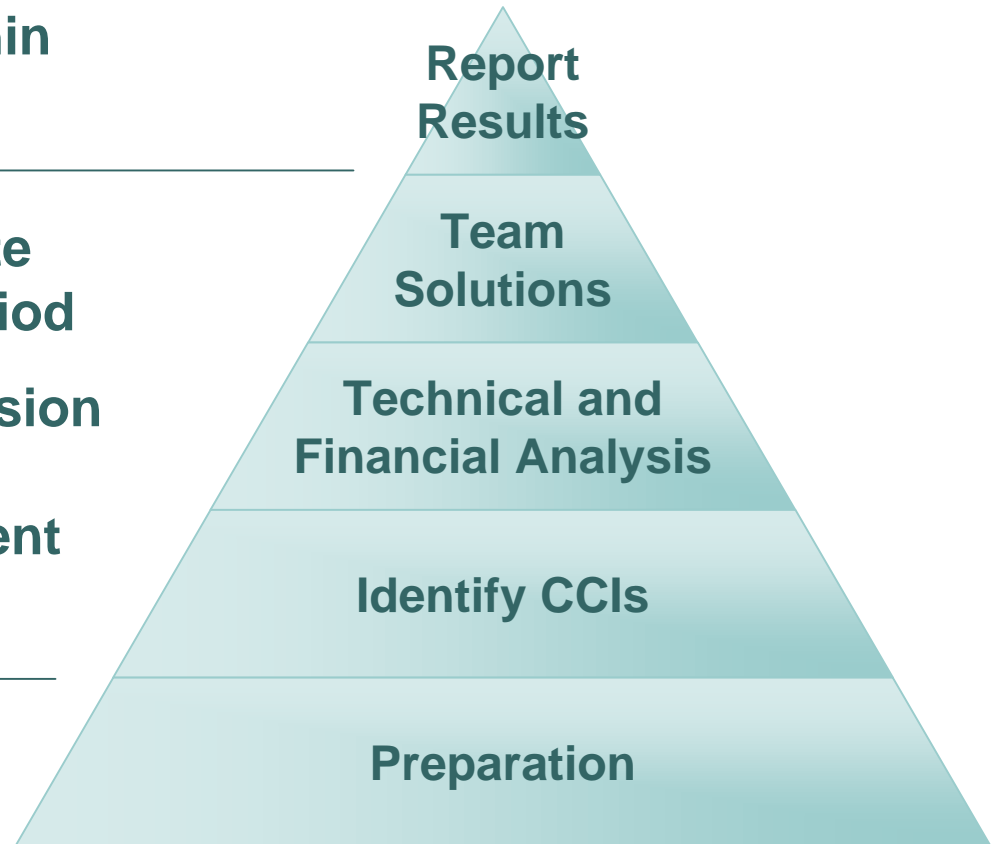 Report
Results
Team
Solutions
Technical and
Financial Analysis
Identify CCIs
Preparation